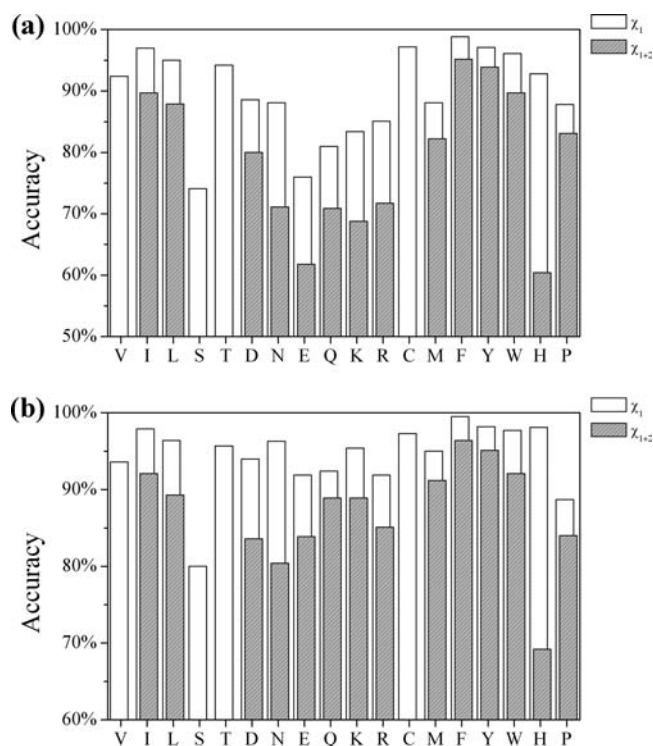 (a)
100%
90%
80%
70%
60%
50%
Accuracy
V I L S T D N E Q K R C M F Y W H P
χ1
χ1+2
(b)
100%
90%
80%
70%
60%
Accuracy
V I L S T D N E Q K R C M F Y W H P
χ1
χ1+2